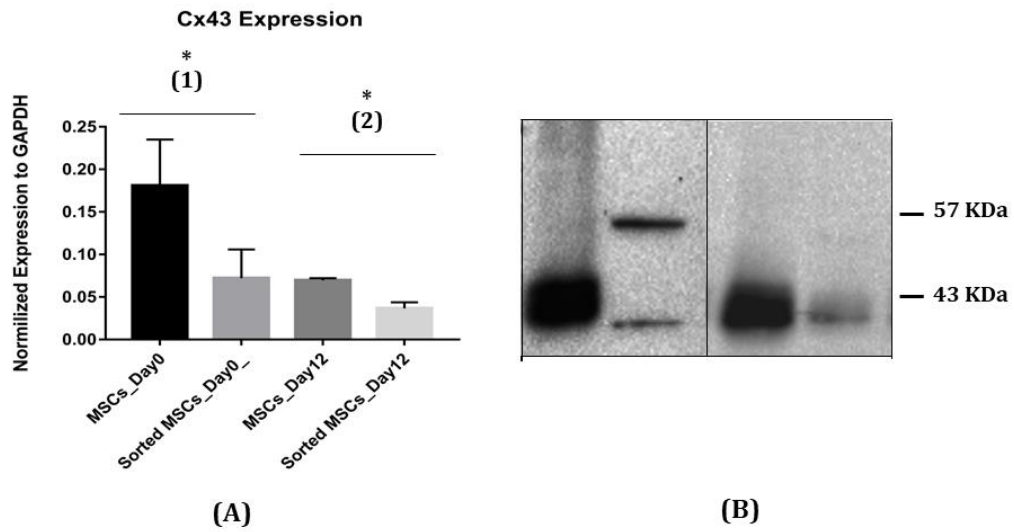 Cx43 Expression
*
(1)
*
(2)
Normilized Expression to GAPDH
0.25
0.20
0.15
0.10
0.05
0.00
MSCs_Day0
Sorted MSCs_Day0_
MSCs_Day12
Sorted MSCs_Day12
(A)
57 KDa
43 KDa
(B)